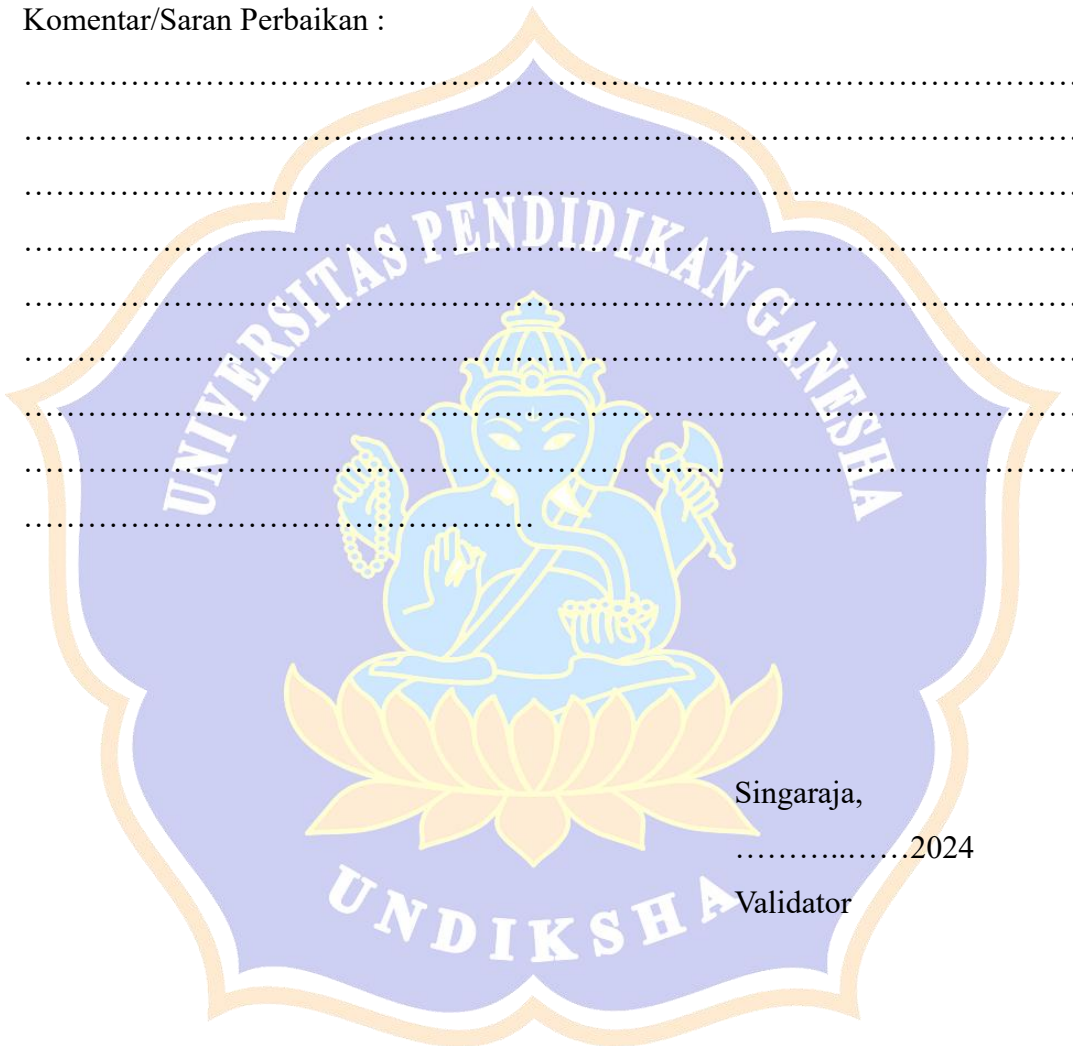 Komentar/Saran Perbaikan :
……………………………………………………………………………………………
……………………………………………………………………………………………
……………………………………………………………………………………………
……………………………………………………………………………………………
……………………………………………………………………………………………
……………………………………………………………………………………………
……………………………………………………………………………………………
……………………………………………………………………………………………
……………………………………………
UNIVERSITAS PENDIDIKAN GANESHA
Singaraja,
………..……2024
Validator
UNDIKSHA